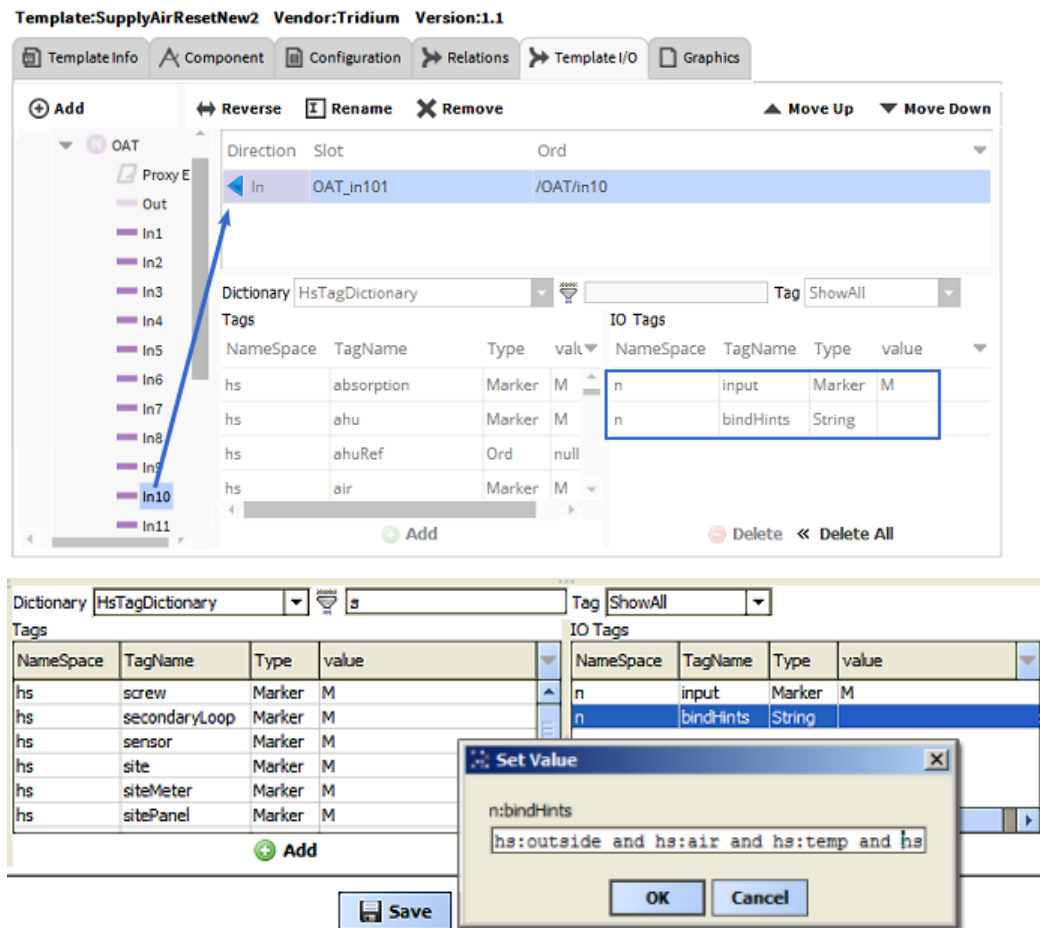 Template:SupplyAirResetNew2 Vendor:Tridium Version:1.1
Template Info Component Configuration Relations Template I/O Graphics
Add Reverse Rename Remove Move Up Move Down
N OAT
Proxy E
Out
In1
In2
In3
In4
In5
In6
In7
In8
In9
In10
In11
Direction Slot Ord
In OAT_in101 /OAT/in10
Dictionary HsTagDictionary Tag ShowAll
Tags IO Tags
NameSpace TagName Type valu NameSpace TagName Type value
hs absorption Marker M n input Marker M
hs ahu Marker M n bindHints String
hs ahuRef Ord null
hs air Marker M
Add Delete Delete All
Dictionary HsTagDictionary s Tag ShowAll
Tags IO Tags
NameSpace TagName Type value NameSpace TagName Type value
hs screw Marker M n input Marker M
hs secondaryLoop Marker M n bindHints String
hs sensor Marker M
hs site Marker M
hs siteMeter Marker M
hs sitePanel Marker M
Add
Set Value
n:bindHints
hs:outside and hs:air and hs:temp and hs
OK Cancel
Save